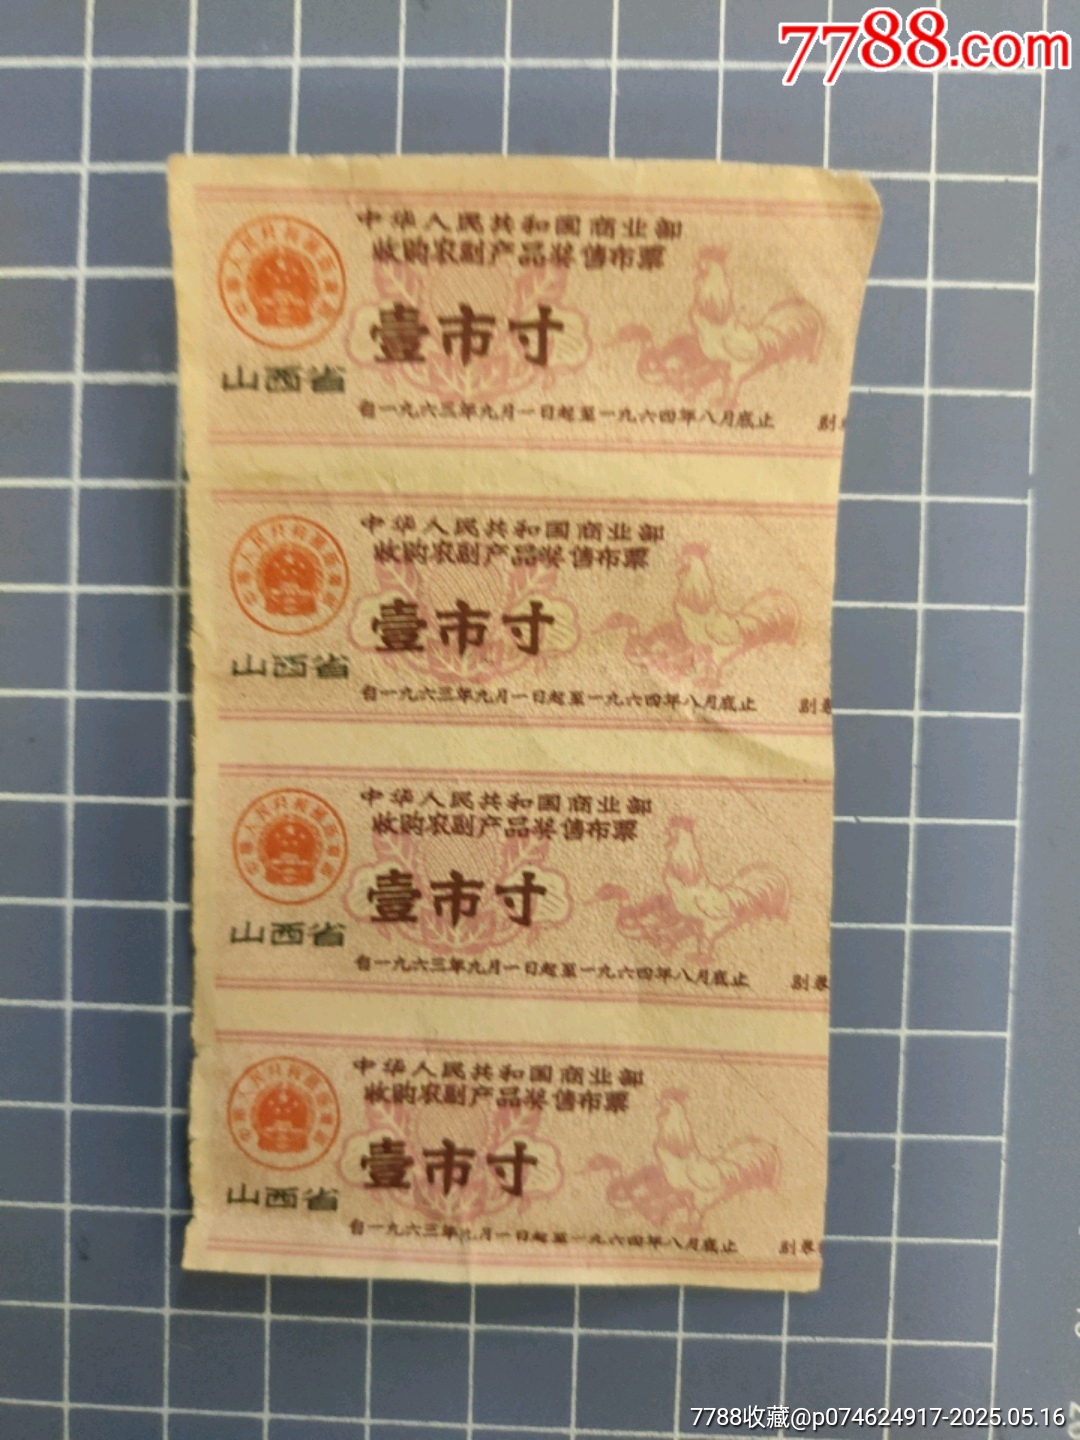 7788.com
中华人民共和国商业部
收购农副产品奖售布票
壹市寸
山西省
自一九六三年九月一日起至一九六四年八月底止
中华人民共和国商业部
收购农副产品奖售布票
壹市寸
山西省
自一九六三年九月一日起至一九六四年八月底止
中华人民共和国商业部
收购农副产品奖售布票
壹市寸
山西省
自一九六三年九月一日起至一九六四年八月底止
中华人民共和国商业部
收购农副产品奖售布票
壹市寸
山西省
自一九六三年九月一日起至一九六四年八月底止
7788收藏@p074624917-2025.05.16